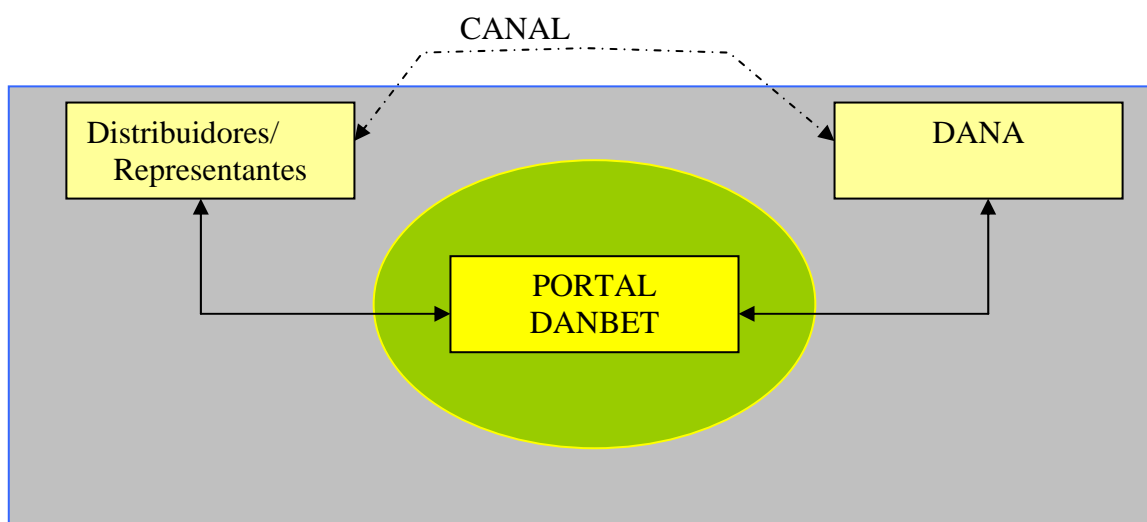 CANAL
Distribuidores/
Representantes
DANA
PORTAL
DANBET